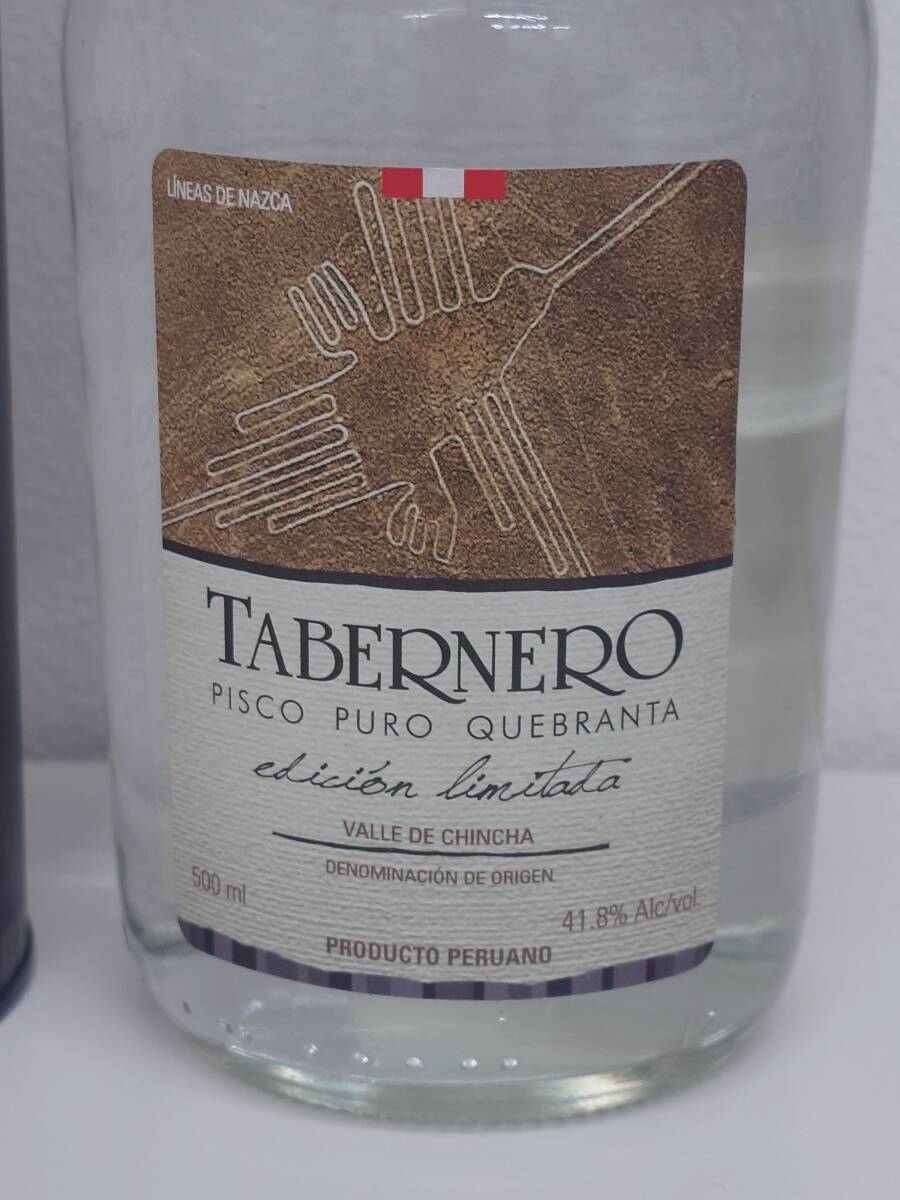 LÍNEAS DE NAZCA
TABERNERO
PISCO PURO QUEBRANTA
edición limitada
VALLE DE CHINCHA
DENOMINACIÓN DE ORIGEN
500 ml
41.8% Alc/vol.
PRODUCTO PERUANO